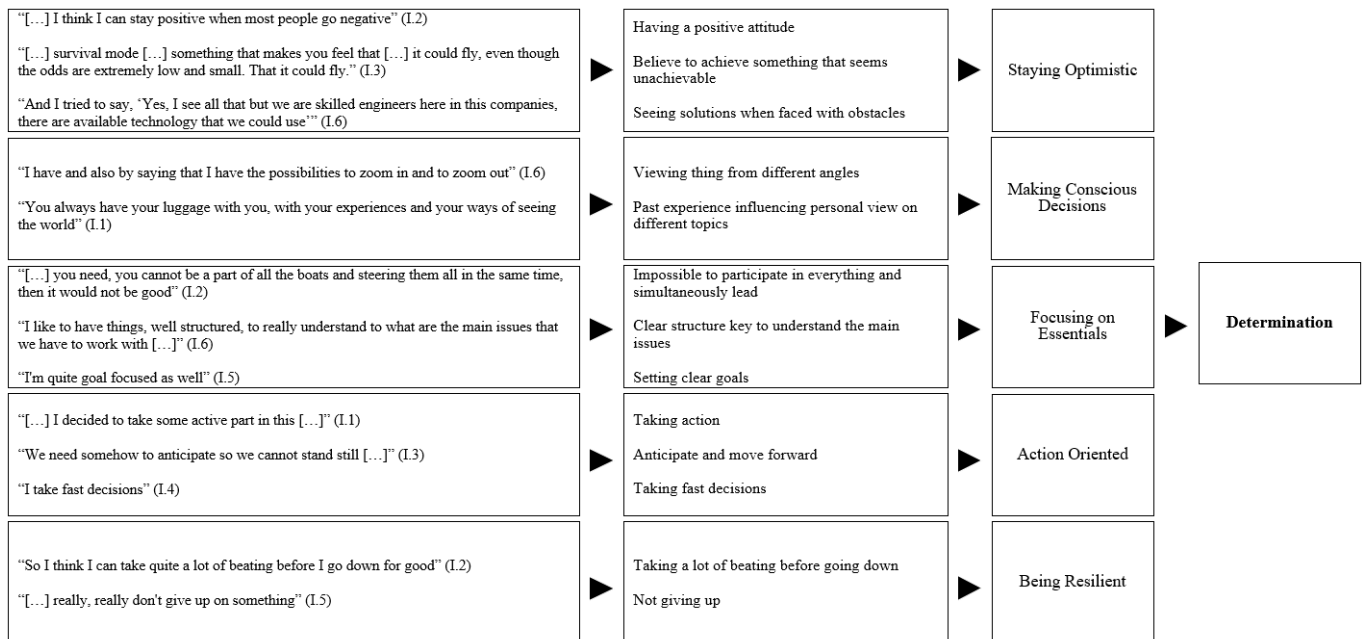 “[…] I think I can stay positive when most people go negative” (I.2)
“[…] survival mode […] something that makes you feel that […] it could fly, even though
the odds are extremely low and small. That it could fly.” (I.3)
“And I tried to say, ‘Yes, I see all that but we are skilled engineers here in this companies,
there are available technology that we could use’” (I.6)
Having a positive attitude
Believe to achieve something that seems
unachievable
Seeing solutions when faced with obstacles
Staying Optimistic
“I have and also by saying that I have the possibilities to zoom in and to zoom out” (I.6)
“You always have your luggage with you, with your experiences and your ways of seeing
the world” (I.1)
Viewing thing from different angles
Past experience influencing personal view on
different topics
Making Conscious
Decisions
“[…] you need, you cannot be a part of all the boats and steering them all in the same time,
then it would not be good” (I.2)
“I like to have things, well structured, to really understand to what are the main issues that
we have to work with […]” (I.6)
“I'm quite goal focused as well” (I.5)
Impossible to participate in everything and
simultaneously lead
Clear structure key to understand the main
issues
Setting clear goals
Focusing on
Essentials
Determination
“[…] I decided to take some active part in this […]” (I.1)
“We need somehow to anticipate so we cannot stand still […]” (I.3)
“I take fast decisions” (I.4)
Taking action
Anticipate and move forward
Taking fast decisions
Action Oriented
“So I think I can take quite a lot of beating before I go down for good” (I.2)
“[…] really, really don't give up on something” (I.5)
Taking a lot of beating before going down
Not giving up
Being Resilient